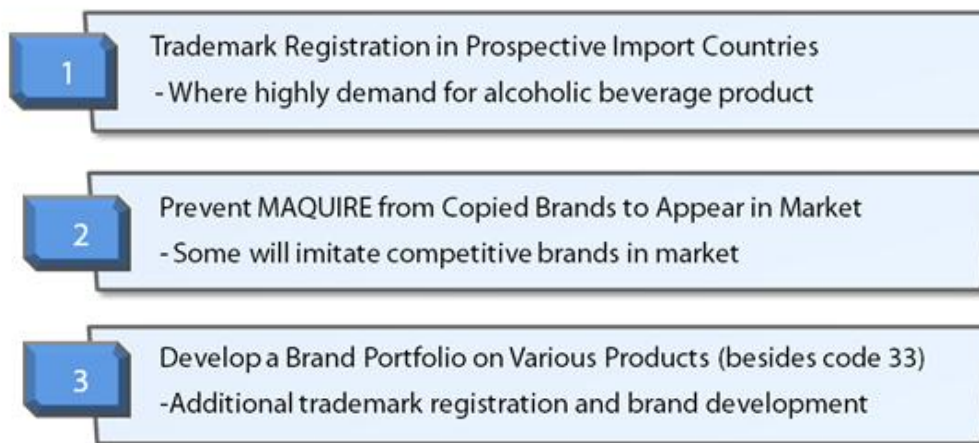 1
Trademark Registration in Prospective Import Countries
- Where highly demand for alcoholic beverage product
2
Prevent MAQUIRE from Copied Brands to Appear in Market
- Some will imitate competitive brands in market
3
Develop a Brand Portfolio on Various Products (besides code 33)
-Additional trademark registration and brand development